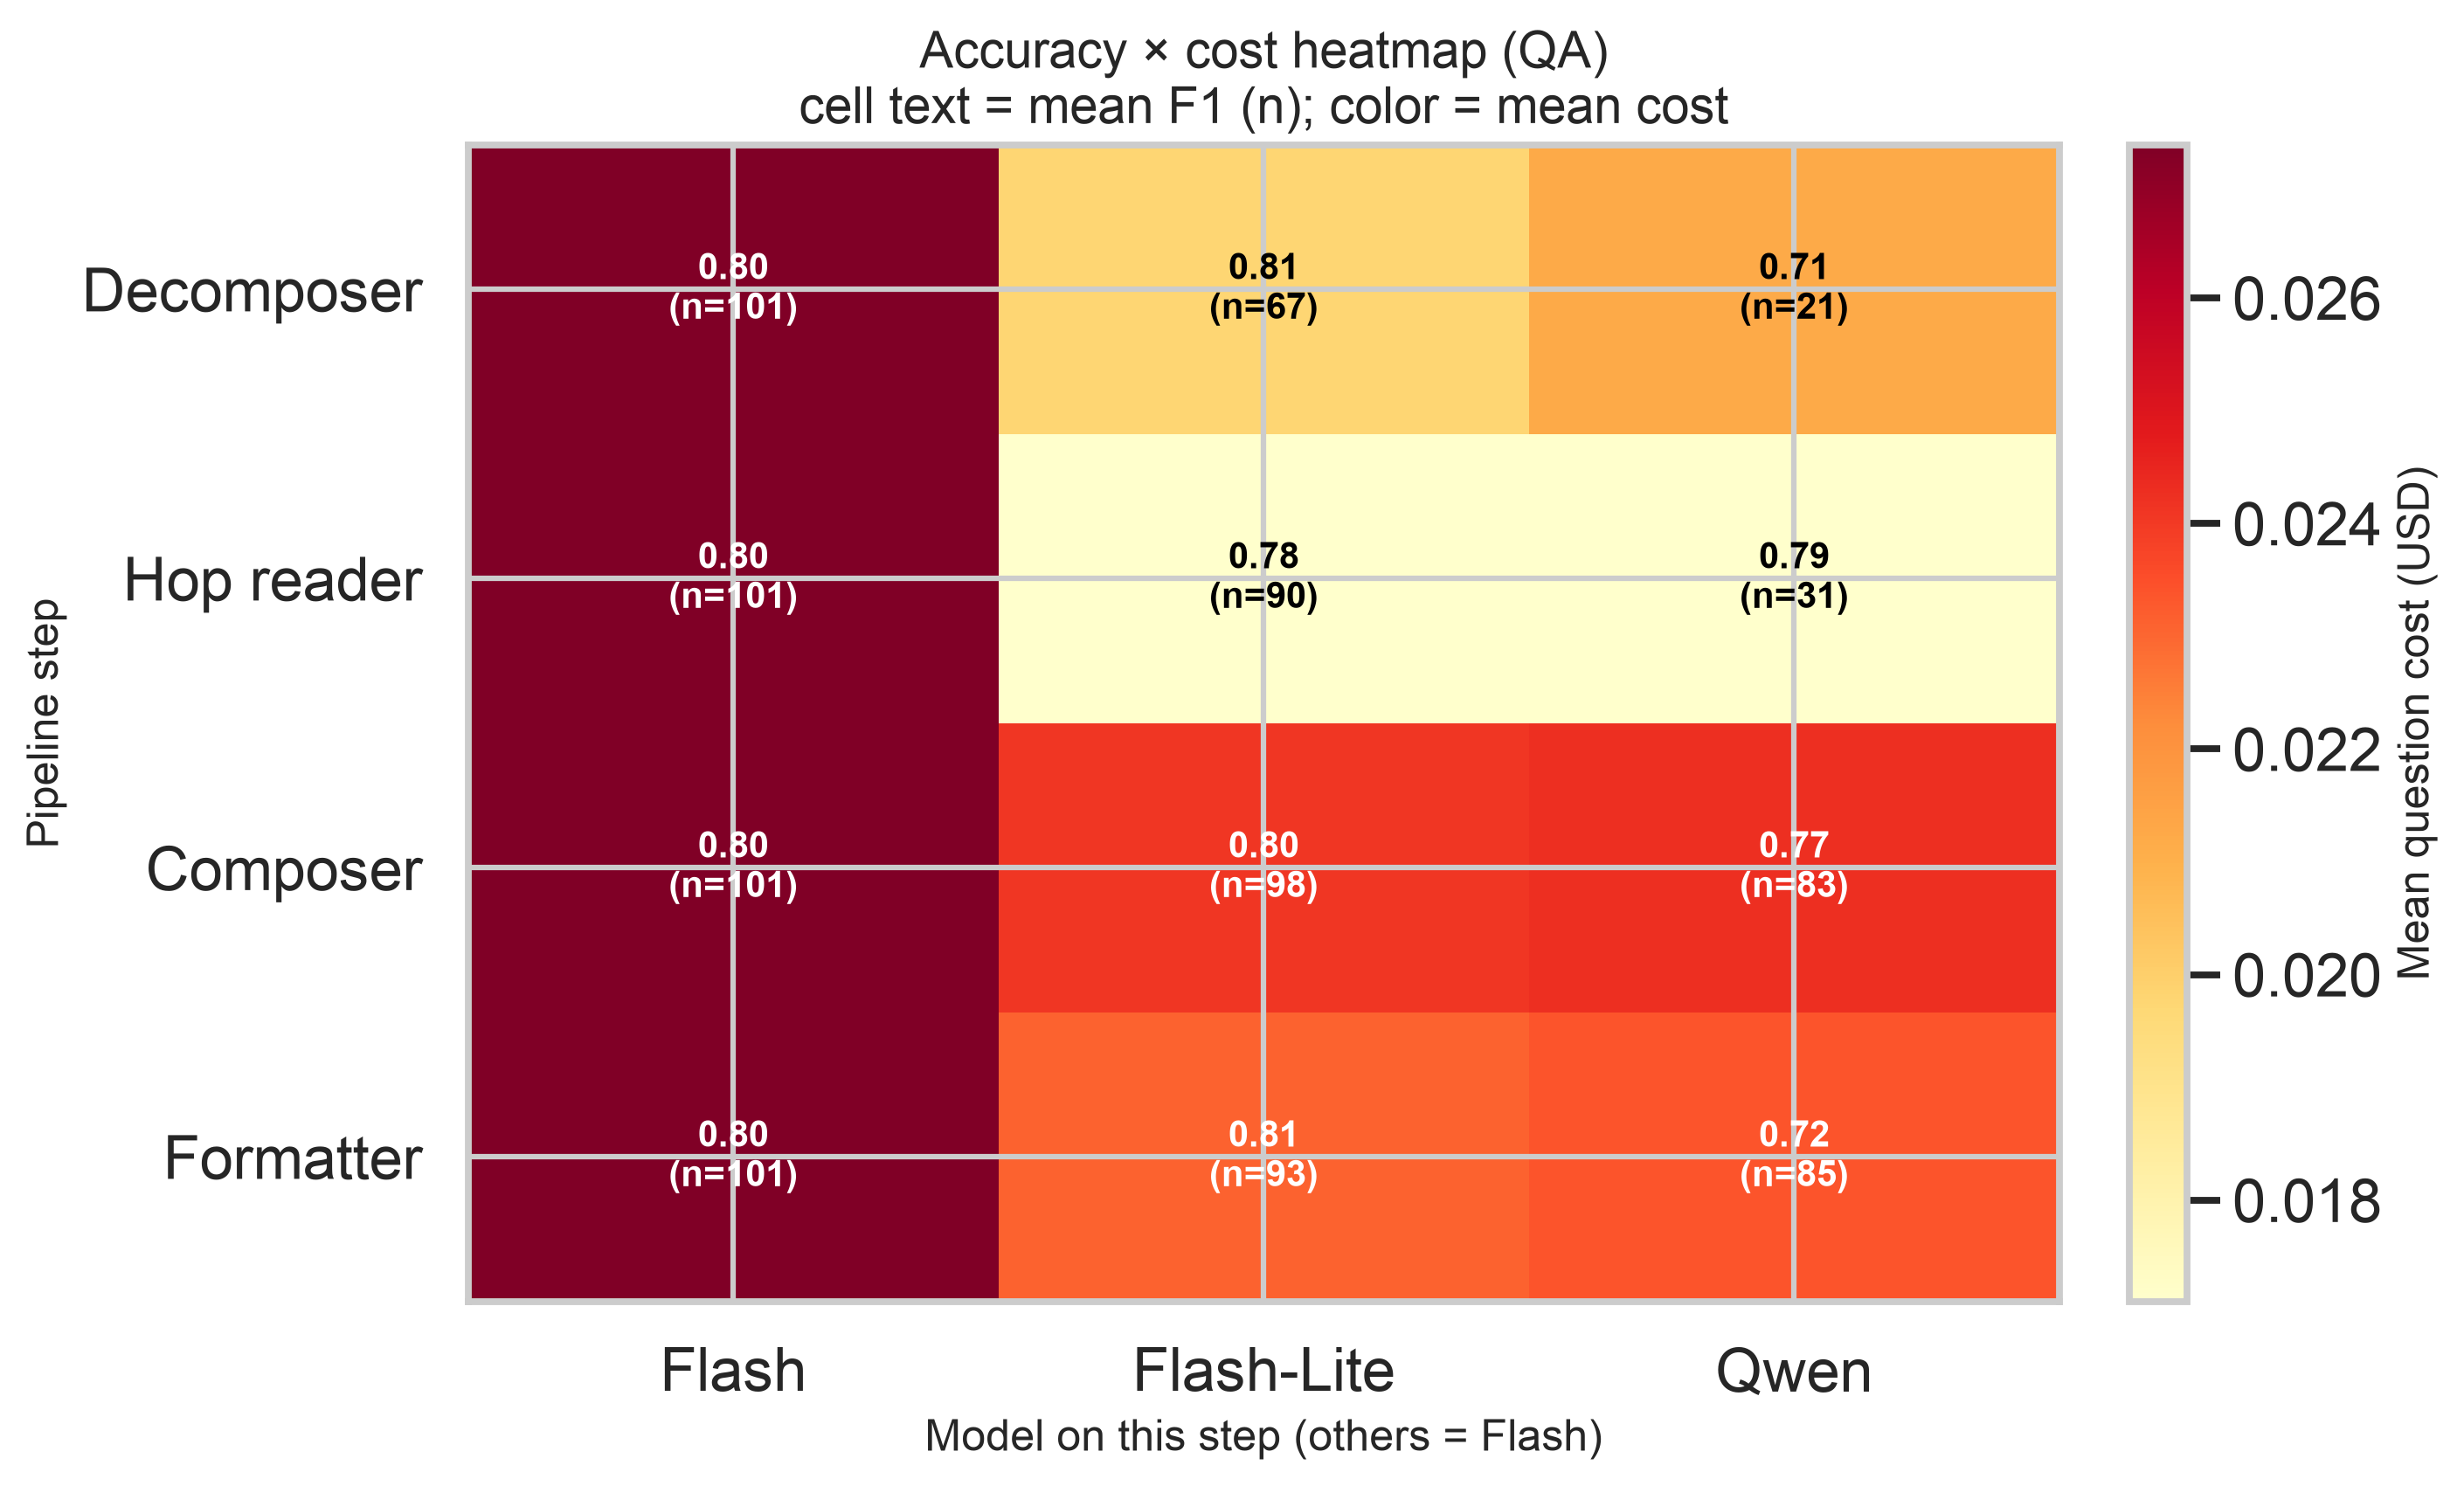 Accuracy × cost heatmap (QA)
cell text = mean F1 (n); color = mean cost
Pipeline step
Decomposer
0.80
(n=101)
0.81
(n=67)
0.71
(n=21)
Hop reader
0.80
(n=101)
0.78
(n=90)
0.79
(n=31)
Composer
0.80
(n=101)
0.80
(n=98)
0.77
(n=83)
Formatter
0.80
(n=101)
0.81
(n=93)
0.72
(n=85)
Flash
Flash-Lite
Qwen
Model on this step (others = Flash)
0.026
0.024
0.022
0.020
0.018
Mean question cost (USD)